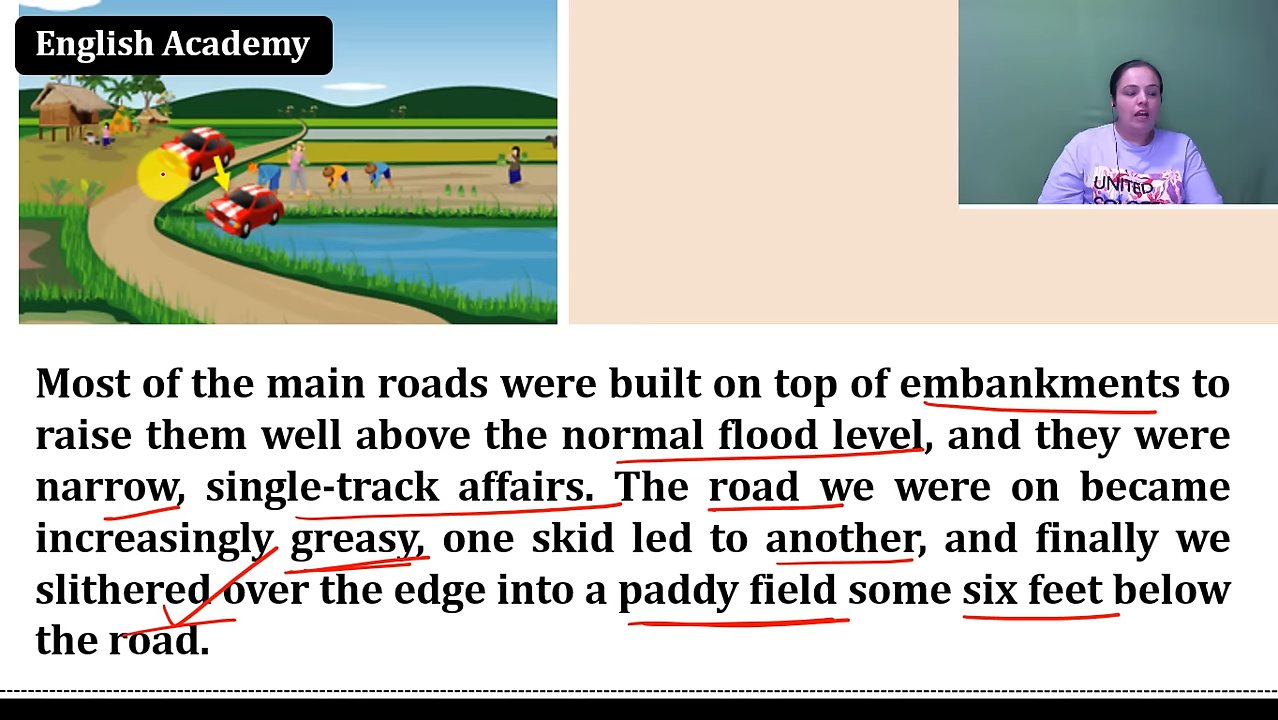 English Academy
UNITED
Most of the main roads were built on top of embankments to
raise them well above the normal flood level, and they were
narrow, single-track affairs. The road we were on became
increasingly greasy, one skid led to another, and finally we
slithered over the edge into a paddy field some six feet below
the road.